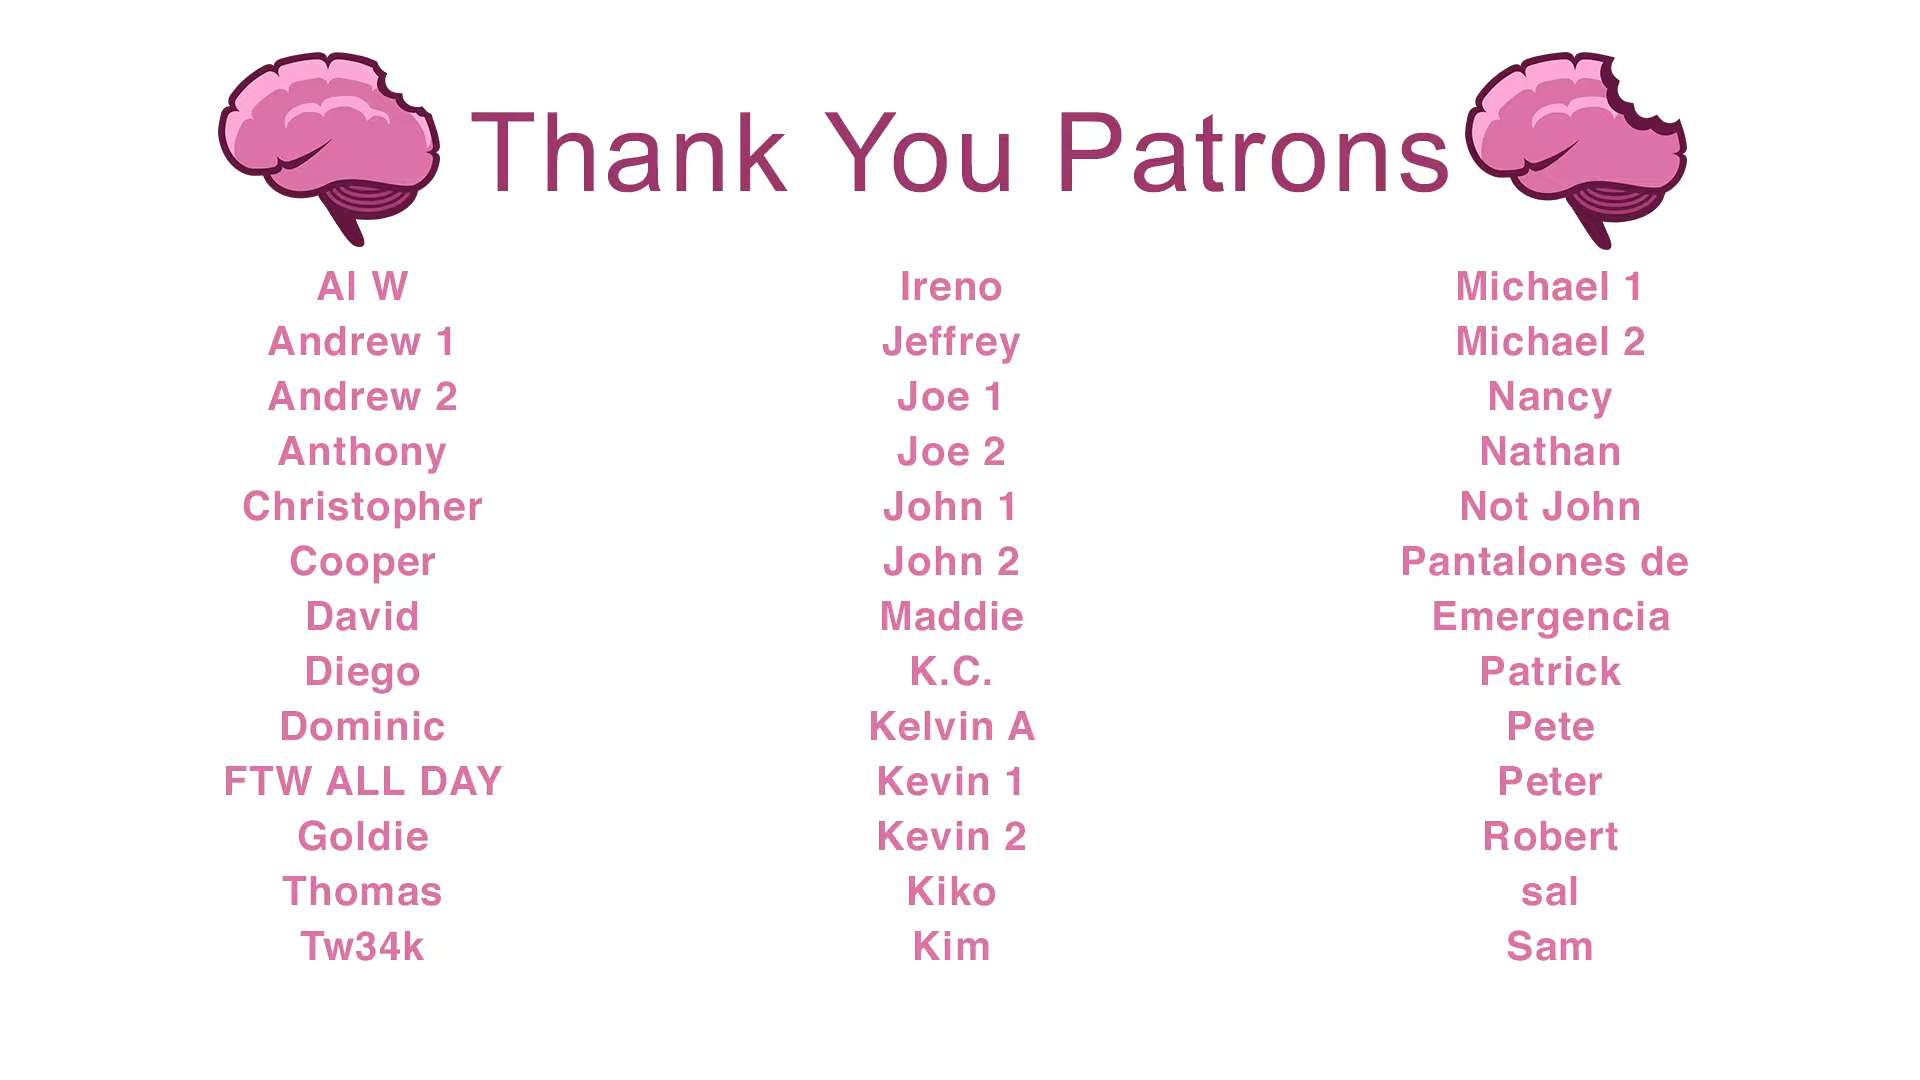 Thank You Patrons
Al W
Andrew 1
Andrew 2
Anthony
Christopher
Cooper
David
Diego
Dominic
FTW ALL DAY
Goldie
Thomas
Tw34k
Ireno
Jeffrey
Joe 1
Joe 2
John 1
John 2
Maddie
K.C.
Kelvin A
Kevin 1
Kevin 2
Kiko
Kim
Michael 1
Michael 2
Nancy
Nathan
Not John
Pantalones de
Emergencia
Patrick
Pete
Peter
Robert
sal
Sam